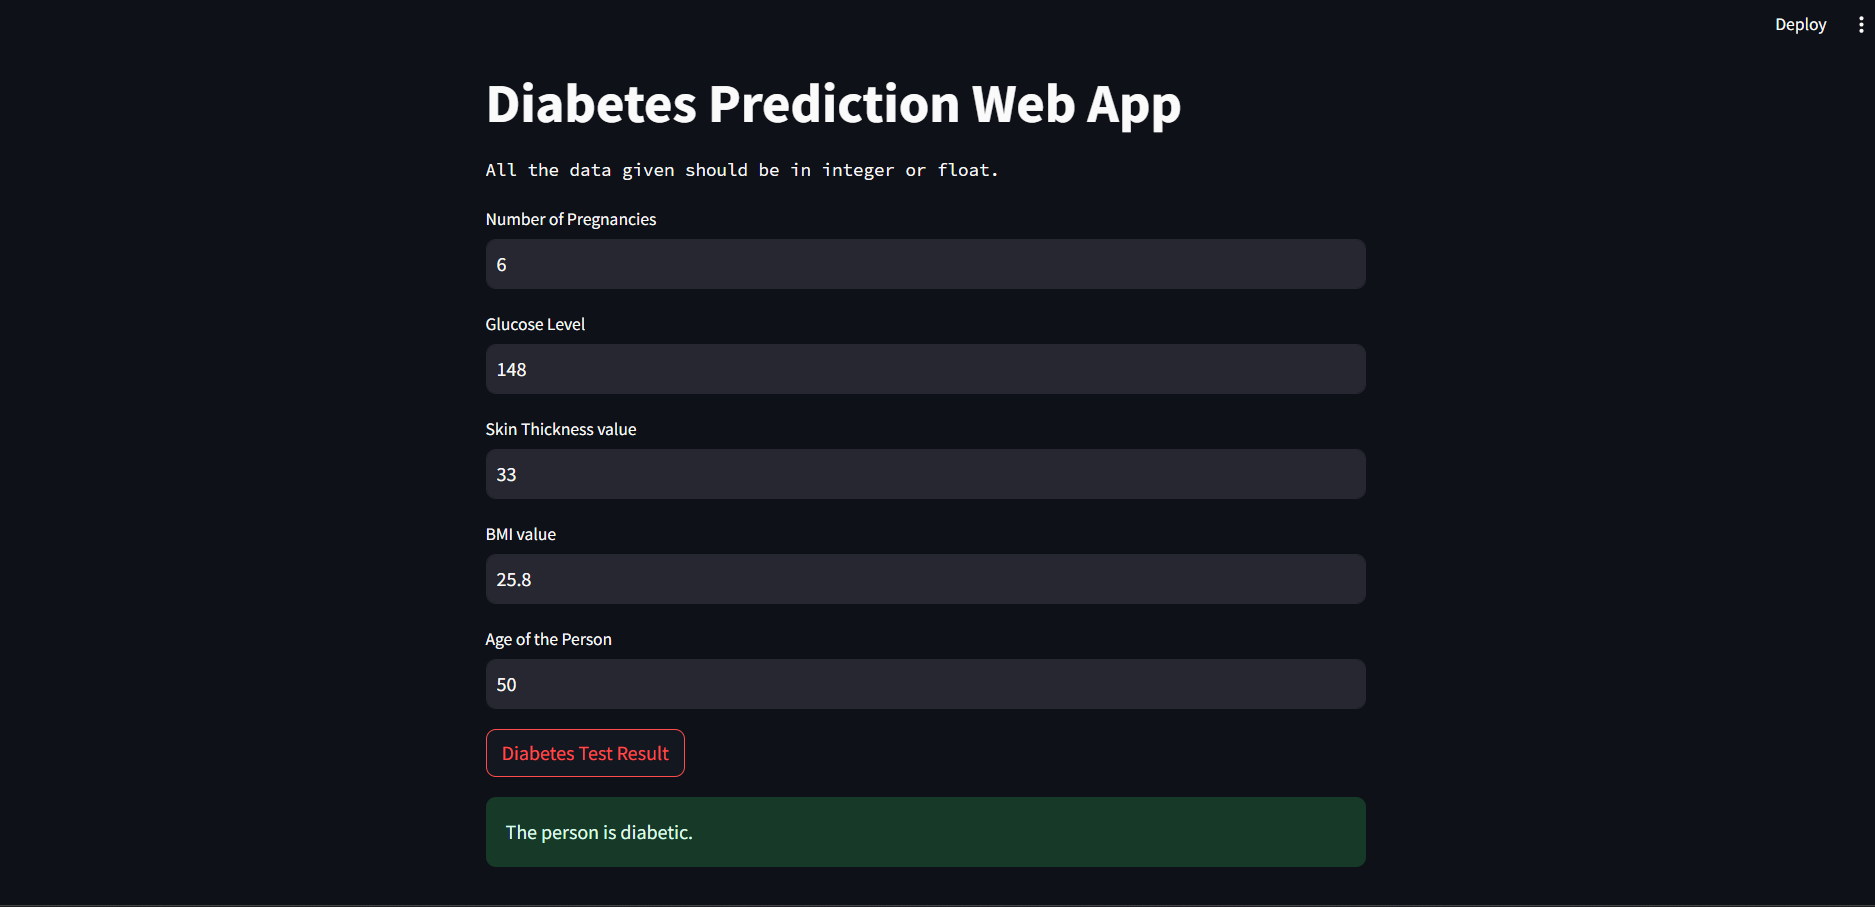 Deploy
Diabetes Prediction Web App
All the data given should be in integer or float.
Number of Pregnancies
6
Glucose Level
148
Skin Thickness value
33
BMI value
25.8
Age of the Person
50
Diabetes Test Result
The person is diabetic.